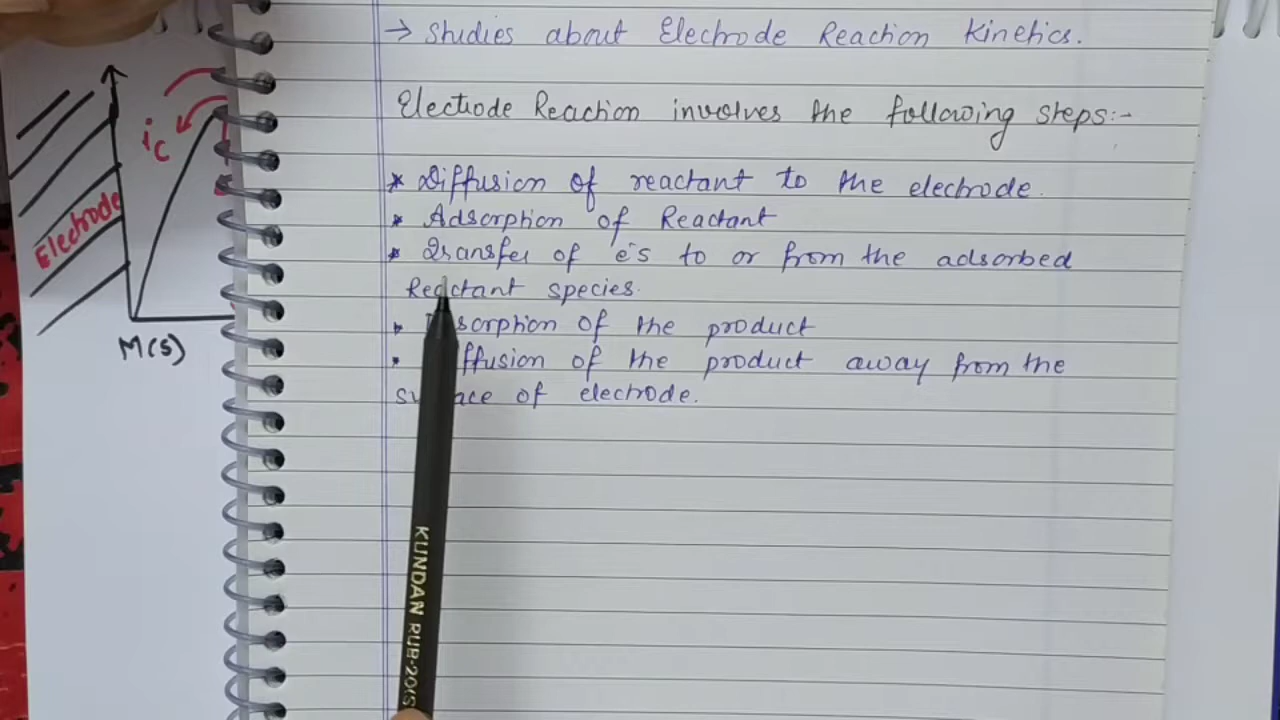 → Studies about Electrode Reaction Kinetics.
Electrode Reaction involves the following steps:-
* Diffusion of reactant to the electrode.
* Adsorption of Reactant
* Transfer of e⁻s to or from the adsorbed
Reactant species.
sorption of the product
ffusion of the product away from the
of electrode.
ic
Electrode
M(s)
KUNDAN RUB-20(S